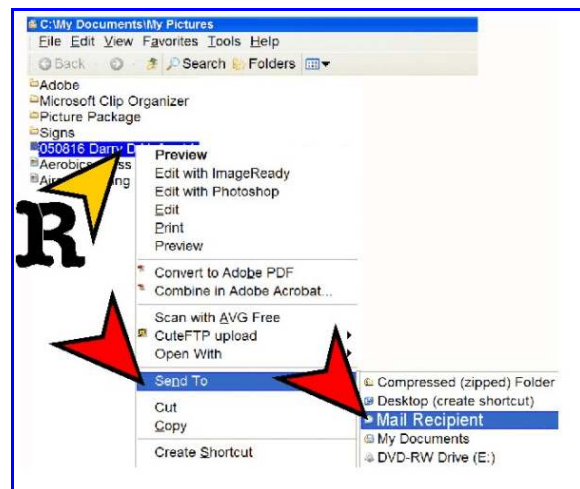 C:\My Documents\My Pictures
File Edit View Favorites Tools Help
Back Search Folders
Adobe
Microsoft Clip Organizer
Picture Package
Signs
050816 Darry D
Aerobics ss
Air ng
R
Preview
Edit with ImageReady
Edit with Photoshop
Edit
Print
Preview
Convert to Adobe PDF
Combine in Adobe Acrobat...
Scan with AVG Free
CuteFTP upload
Open With
Send To
Cut
Copy
Create Shortcut
Compressed (zipped) Folder
Desktop (create shortcut)
Mail Recipient
My Documents
DVD-RW Drive (E:)